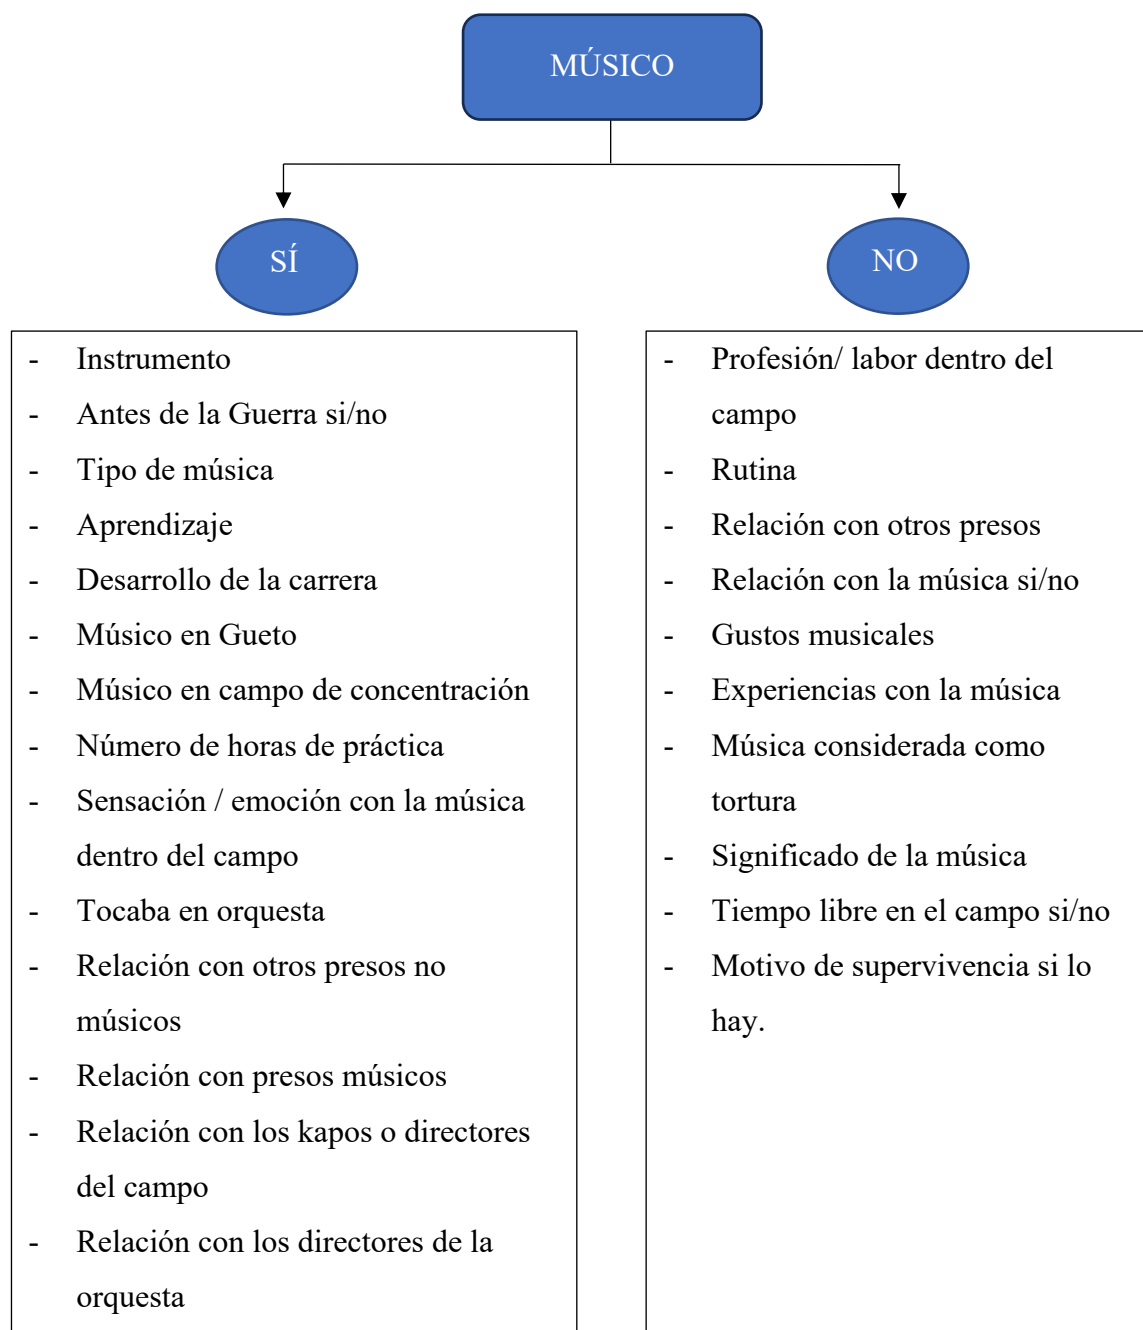 MÚSICO
SÍ
NO
- Instrumento
- Antes de la Guerra si/no
- Tipo de música
- Aprendizaje
- Desarrollo de la carrera
- Músico en Gueto
- Músico en campo de concentración
- Número de horas de práctica
- Sensación / emoción con la música
dentro del campo
- Tocaba en orquesta
- Relación con otros presos no
músicos
- Relación con presos músicos
- Relación con los kapos o directores
del campo
- Relación con los directores de la
orquesta
- Profesión/ labor dentro del
campo
- Rutina
- Relación con otros presos
- Relación con la música si/no
- Gustos musicales
- Experiencias con la música
- Música considerada como
tortura
- Significado de la música
- Tiempo libre en el campo si/no
- Motivo de supervivencia si lo
hay.